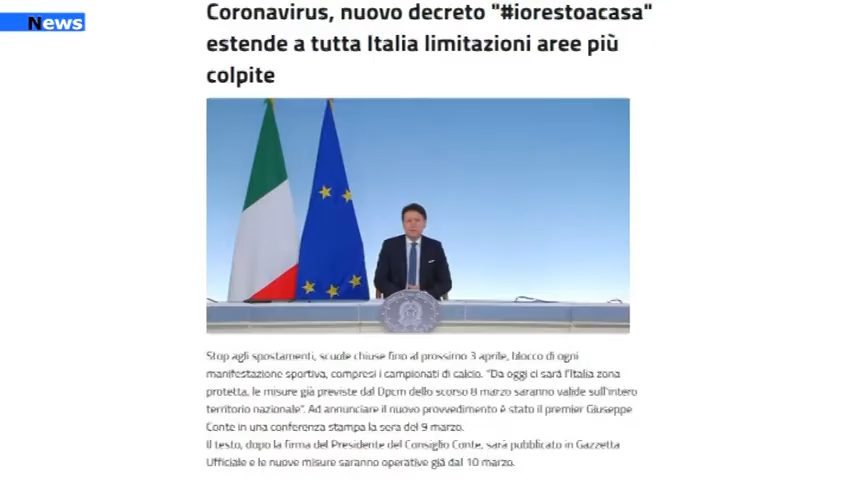 News
Coronavirus, nuovo decreto "#iorestoacasa"
estende a tutta Italia limitazioni aree più
colpite
Stop agli spostamenti, scuole chiuse fino al prossimo 3 aprile, blocco di ogni
manifestazione sportiva, compresi i campionati di calcio. "Da oggi ci sarà l'Italia zona
protetta, le misure già previste dal Dpcm dello scorso 8 marzo saranno valide sull'intero
territorio nazionale". Ad annunciare il nuovo provvedimento è stato il premier Giuseppe
Conte in una conferenza stampa la sera del 9 marzo.
Il testo, dopo la firma del Presidente del Consiglio Conte, sarà pubblicato in Gazzetta
Ufficiale e le nuove misure saranno operative già dal 10 marzo.